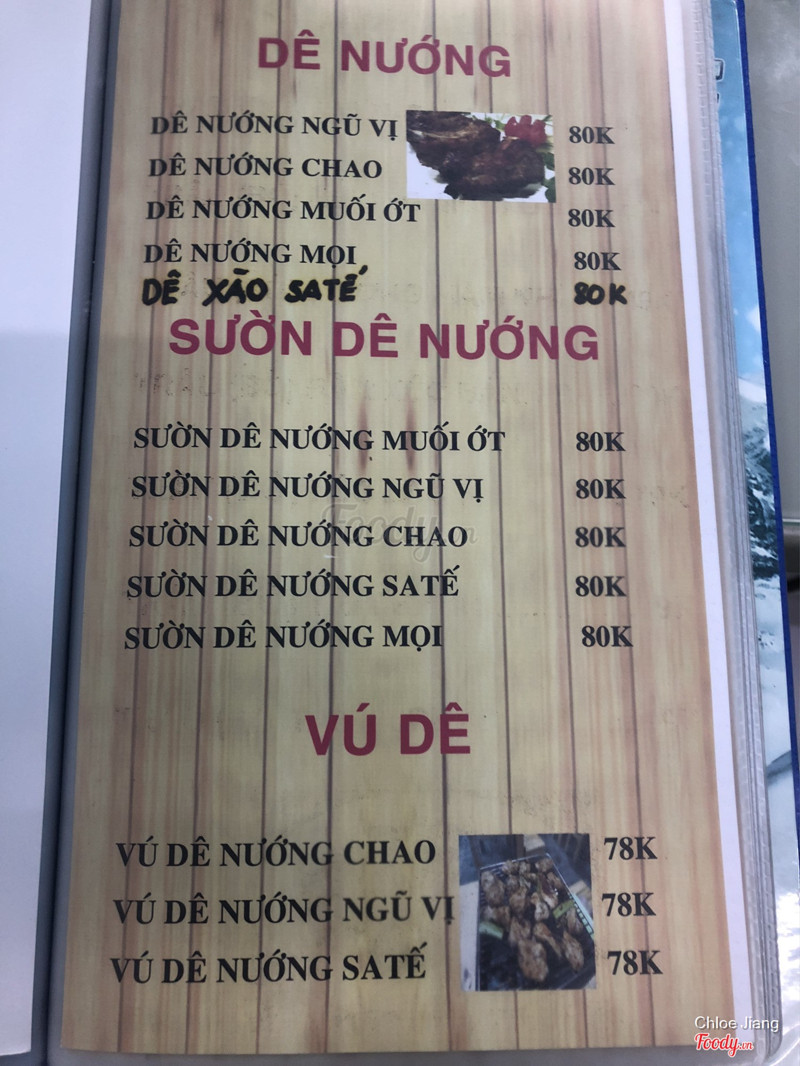 DÊ NƯỚNG
DÊ NƯỚNG NGŨ VỊ 80K
DÊ NƯỚNG CHAO 80K
DÊ NƯỚNG MUỐI ỚT 80K
DÊ NƯỚNG MỌI 80K
DÊ XÃO SATẾ 80K
SƯỜN DÊ NƯỚNG
SƯỜN DÊ NƯỚNG MUỐI ỚT 80K
SƯỜN DÊ NƯỚNG NGŨ VỊ 80K
SƯỜN DÊ NƯỚNG CHAO 80K
SƯỜN DÊ NƯỚNG SATẾ 80K
SƯỜN DÊ NƯỚNG MỌI 80K
Foody.vn
VÚ DÊ
VÚ DÊ NƯỚNG CHAO 78K
VÚ DÊ NƯỚNG NGŨ VỊ 78K
VÚ DÊ NƯỚNG SATẾ 78K
Chloe Jiang
Foody.vn